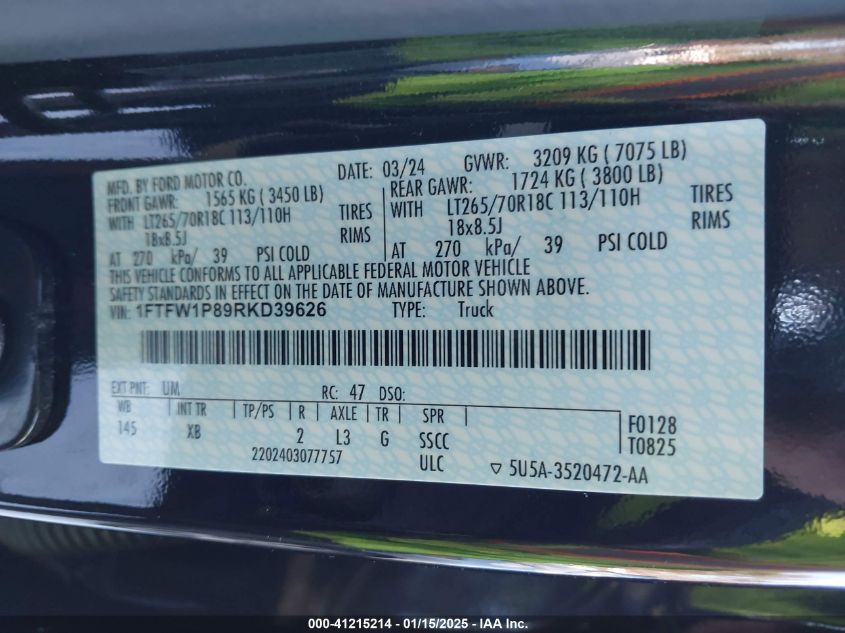 MFD. BY FORD MOTOR CO.
DATE: 03/24 GVWR: 3209 KG ( 7075 LB)
FRONT GAWR: 1565 KG ( 3450 LB)
REAR GAWR: 1724 KG ( 3800 LB)
WITH LT265/70R18C 113/110H TIRES
WITH LT265/70R18C 113/110H TIRES
18x8.5J RIMS
18x8.5J RIMS
AT 270 kPa/ 39 PSI COLD
AT 270 kPa/ 39 PSI COLD
THIS VEHICLE CONFORMS TO ALL APPLICABLE FEDERAL MOTOR VEHICLE
SAFETY STANDARDS IN EFFECT ON THE DATE OF MANUFACTURE SHOWN ABOVE.
VIN: 1FTFW1P89RKD39626 TYPE: Truck
EXT PNT: UM RC: 47 DSO:
WB INT TR TP/PS R AXLE TR SPR
145 XB 2 L3 G SSCC
F0128
T0825
2202403077757 ULC ▽ 5U5A-3520472-AA
000-41215214 - 01/15/2025 - IAA Inc.